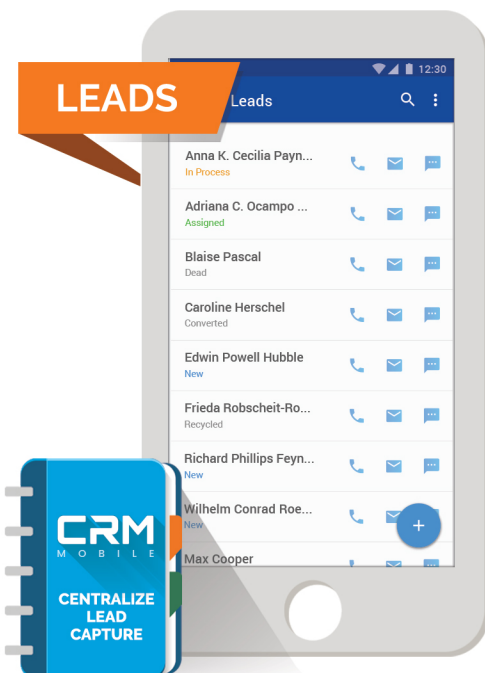 12:30
LEADS
Leads
Anna K. Cecilia Payn...
In Process
Adriana C. Ocampo ...
Assigned
Blaise Pascal
Dead
Caroline Herschel
Converted
Edwin Powell Hubble
New
Frieda Robscheit-Ro...
Recycled
Richard Phillips Feyn...
New
Wilhelm Conrad Roe...
New
Max Cooper
CRM
MOBILE
CENTRALIZE
LEAD
CAPTURE